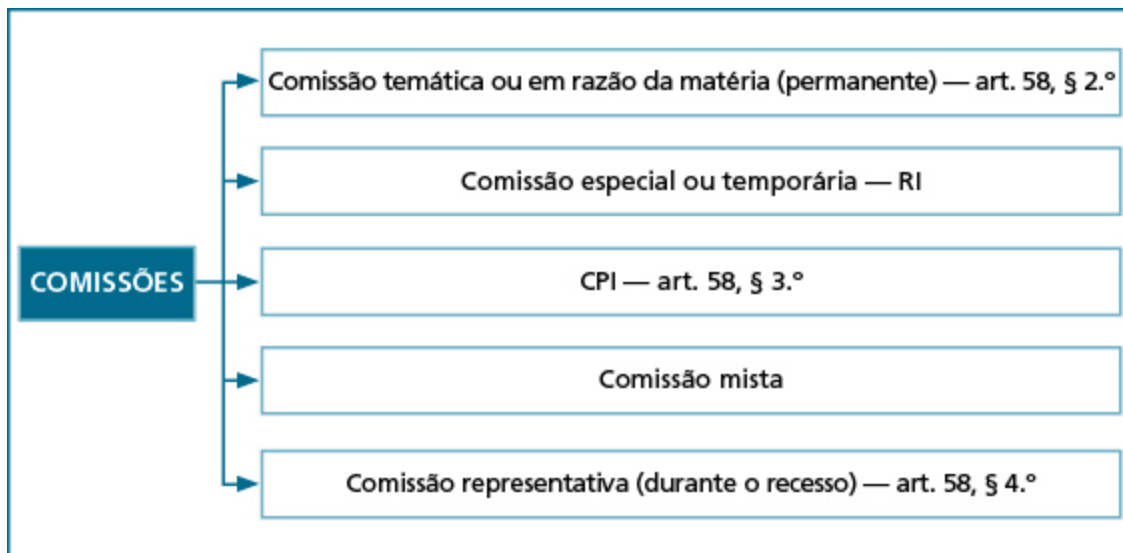 Comissão temática ou em razão da matéria (permanente) — art. 58, § 2.º
Comissão especial ou temporária — RI
COMISSÕES
CPI — art. 58, § 3.º
Comissão mista
Comissão representativa (durante o recesso) — art. 58, § 4.º